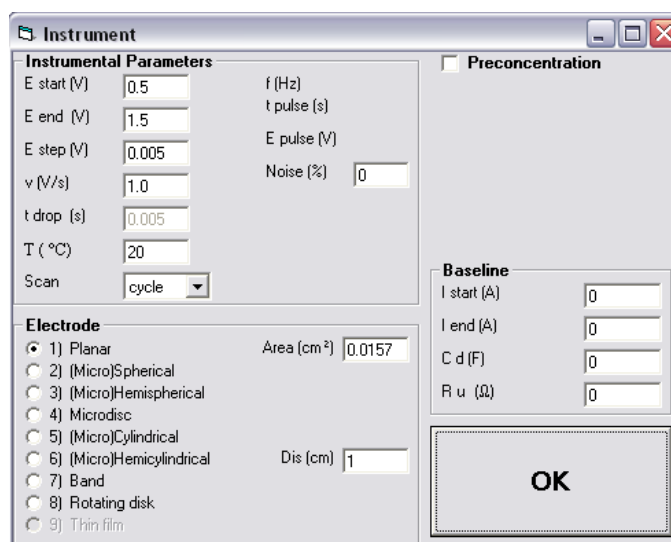 Instrument
Instrumental Parameters
E start (V) 0.5
E end (V) 1.5
E step (V) 0.005
v (V/s) 1.0
t drop (s) 0.005
T ( °C) 20
Scan cycle
f (Hz)
t pulse (s)
E pulse (V)
Noise (%) 0
Preconcentration
Electrode
1) Planar
2) (Micro)Spherical
3) (Micro)Hemispherical
4) Microdisc
5) (Micro)Cylindrical
6) (Micro)Hemicylindrical
7) Band
8) Rotating disk
9) Thin film
Area (cm²) 0.0157
Dis (cm) 1
Baseline
I start (A) 0
I end (A) 0
C d (F) 0
R u (Ω) 0
OK